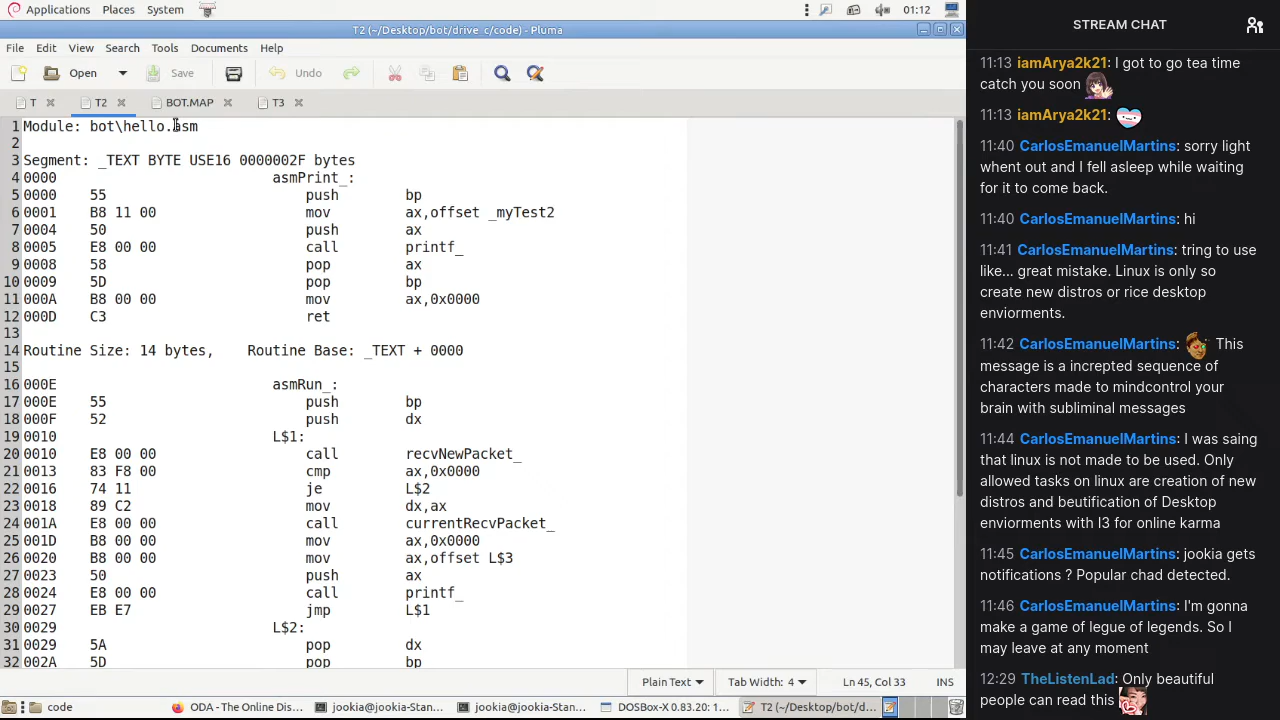 Applications Places System 01:12
T2 (~/Desktop/bot/drive_c/code) - Pluma
File Edit View Search Tools Documents Help
Open Save Undo
T T2 BOT.MAP T3
1 Module: bot\hello.asm
2
3 Segment: _TEXT BYTE USE16 0000002F bytes
4 0000 asmPrint_:
5 0000 55 push bp
6 0001 B8 11 00 mov ax,offset _myTest2
7 0004 50 push ax
8 0005 E8 00 00 call printf_
9 0008 58 pop ax
10 0009 5D pop bp
11 000A B8 00 00 mov ax,0x0000
12 000D C3 ret
13
14 Routine Size: 14 bytes, Routine Base: _TEXT + 0000
15
16 000E asmRun_:
17 000E 55 push bp
18 000F 52 push dx
19 0010 L$1:
20 0010 E8 00 00 call recvNewPacket_
21 0013 83 F8 00 cmp ax,0x0000
22 0016 74 11 je L$2
23 0018 89 C2 mov dx,ax
24 001A E8 00 00 call currentRecvPacket_
25 001D B8 00 00 mov ax,0x0000
26 0020 B8 00 00 mov ax,offset L$3
27 0023 50 push ax
28 0024 E8 00 00 call printf_
29 0027 EB E7 jmp L$1
30 0029 L$2:
31 0029 5A pop dx
32 002A 5D pop bp
Plain Text Tab Width: 4 Ln 45, Col 33 INS
code ODA - The Online Dis... jookia@jookia-Stan... jookia@jookia-Stan... DOSBox-X 0.83.20: 1... T2 (~/Desktop/bot/d...
STREAM CHAT
11:13 iamArya2k21: I got to go tea time
catch you soon
11:13 iamArya2k21:
11:40 CarlosEmanuelMartins: sorry light
whent out and I fell asleep while waiting
for it to come back.
11:40 CarlosEmanuelMartins: hi
11:41 CarlosEmanuelMartins: tring to use
like... great mistake. Linux is only so
create new distros or rice desktop
enviorments.
11:42 CarlosEmanuelMartins: This
message is a increpted sequence of
characters made to mindcontrol your
brain with subliminal messages
11:44 CarlosEmanuelMartins: I was saing
that linux is not made to be used. Only
allowed tasks on linux are creation of new
distros and beutification of Desktop
enviorments with I3 for online karma
11:45 CarlosEmanuelMartins: jookia gets
notifications ? Popular chad detected.
11:46 CarlosEmanuelMartins: I'm gonna
make a game of legue of legends. So I
may leave at any moment
12:29 TheListenLad: Only beautiful
people can read this